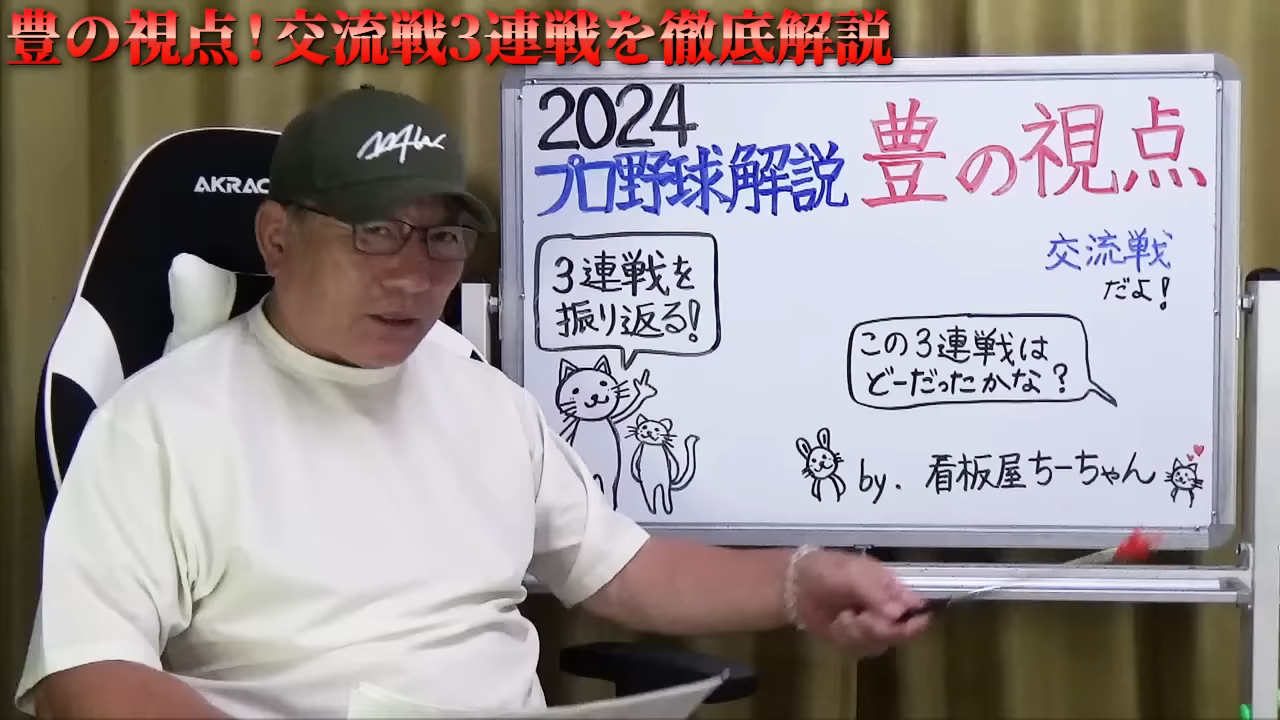 豊の視点!交流戦3連戦を徹底解説
AKRAC
2024
プロ野球解説 豊の視点
交流戦
だよ!
3連戦を
振り返る!
この3連戦は
どーだったかな?
by. 看板屋ちーちゃん